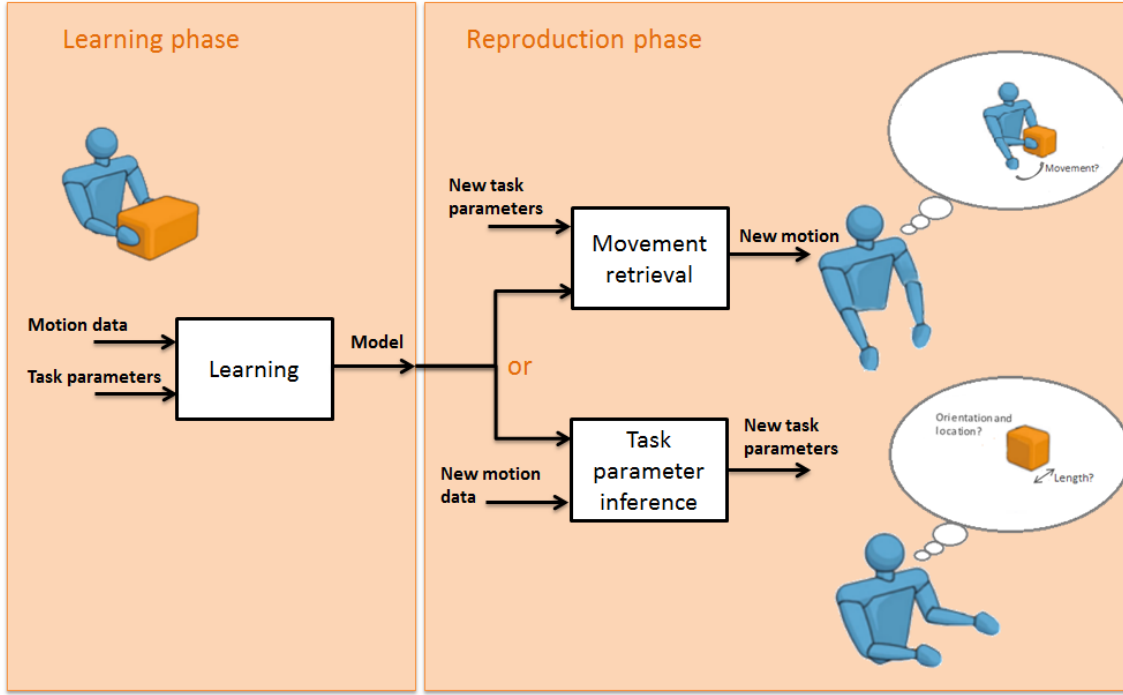 Learning phase
Motion data
Task parameters
Learning
Model
Reproduction phase
or
New task
parameters
Movement
retrieval
New motion
Movement?
New motion
data
Task
parameter
inference
New task
parameters
Orientation and
location?
Length?